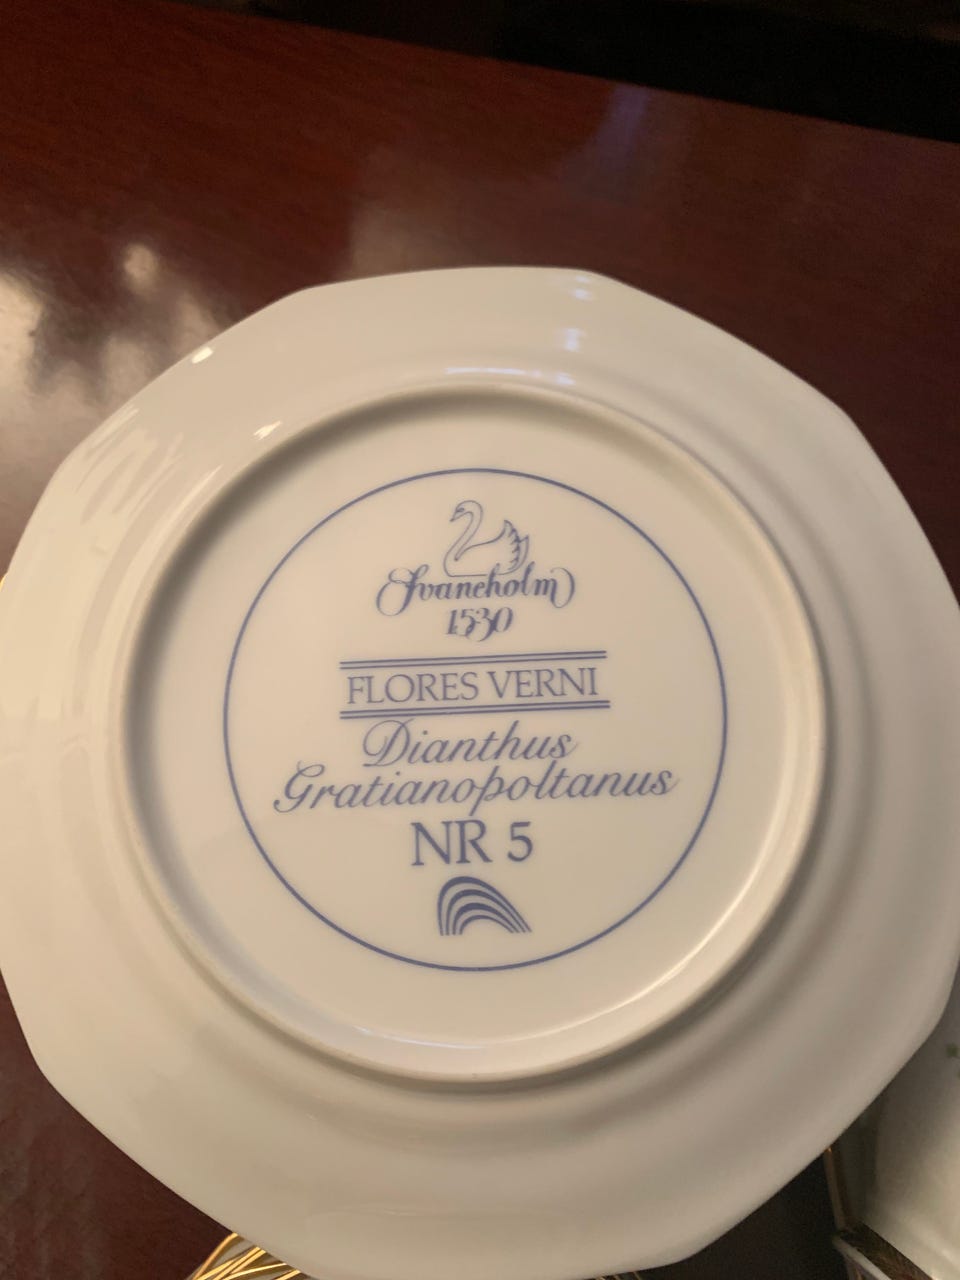 Svaneholm
1530
FLORES VERNI
Dianthus
Gratianopoltanus
NR 5